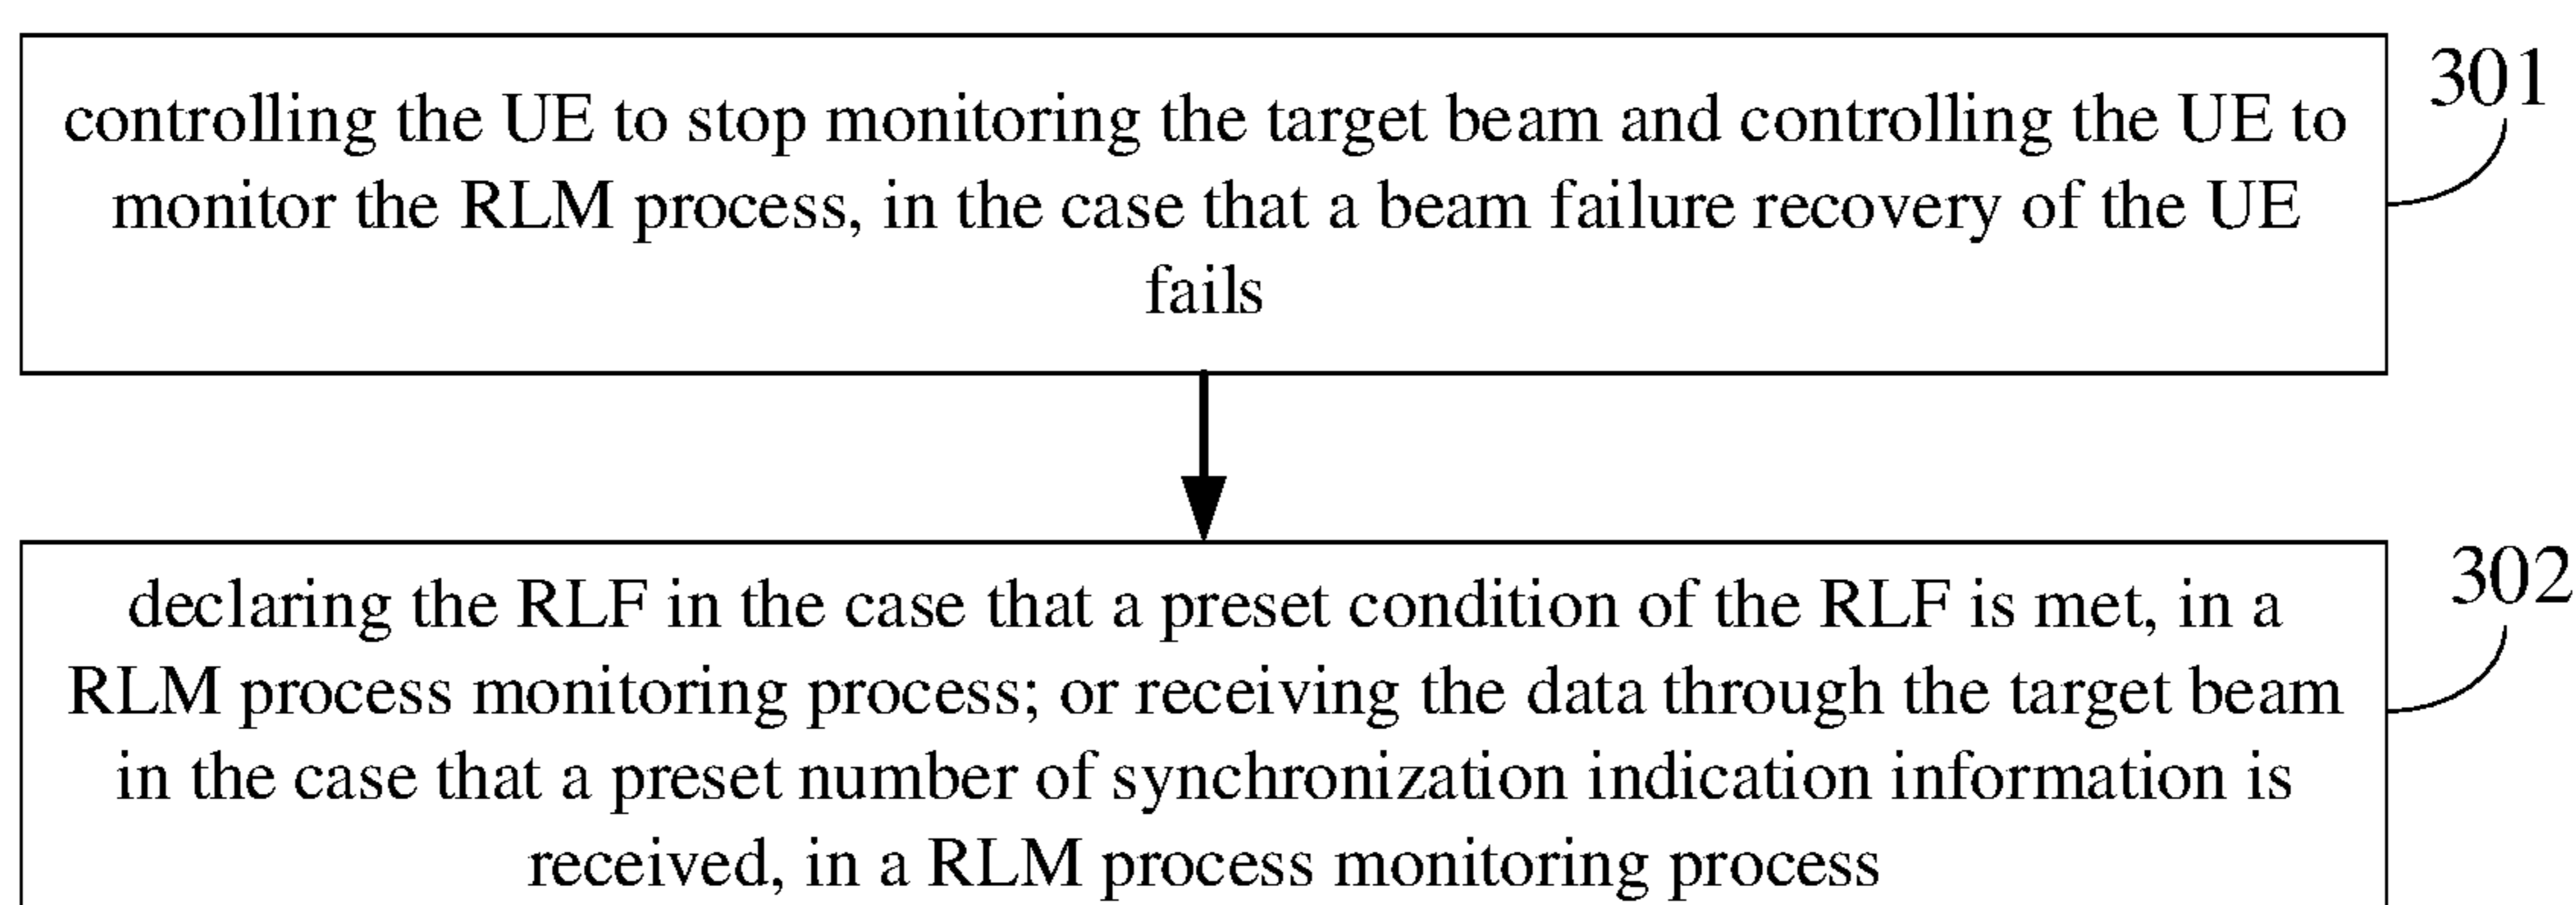 controlling the UE to stop monitoring the target beam and controlling the UE to
monitor the RLM process, in the case that a beam failure recovery of the UE
fails
301
declaring the RLF in the case that a preset condition of the RLF is met, in a
RLM process monitoring process; or receiving the data through the target beam
in the case that a preset number of synchronization indication information is
received, in a RLM process monitoring process
302